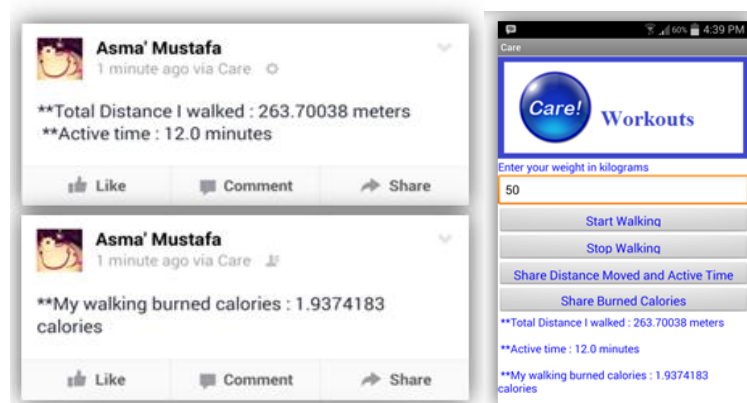 Asma' Mustafa
1 minute ago via Care
**Total Distance I walked : 263.70038 meters
**Active time : 12.0 minutes
Like Comment Share
Asma' Mustafa
1 minute ago via Care
**My walking burned calories : 1.9374183
calories
Like Comment Share
60% 4:39 PM
Care
Care! Workouts
Enter your weight in kilograms
50
Start Walking
Stop Walking
Share Distance Moved and Active Time
Share Burned Calories
**Total Distance I walked : 263.70038 meters
**Active time : 12.0 minutes
**My walking burned calories : 1.9374183
calories